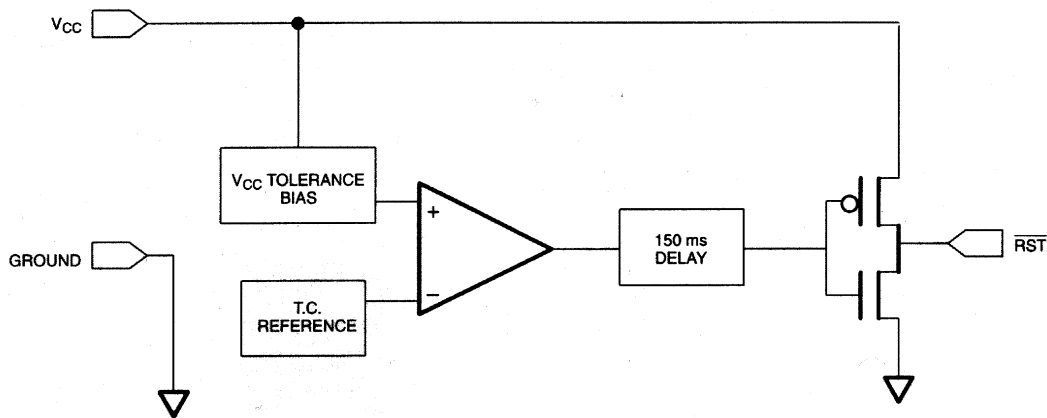 VCC
VCC TOLERANCE
BIAS
+
150 ms
DELAY
RST
GROUND
−
T.C.
REFERENCE